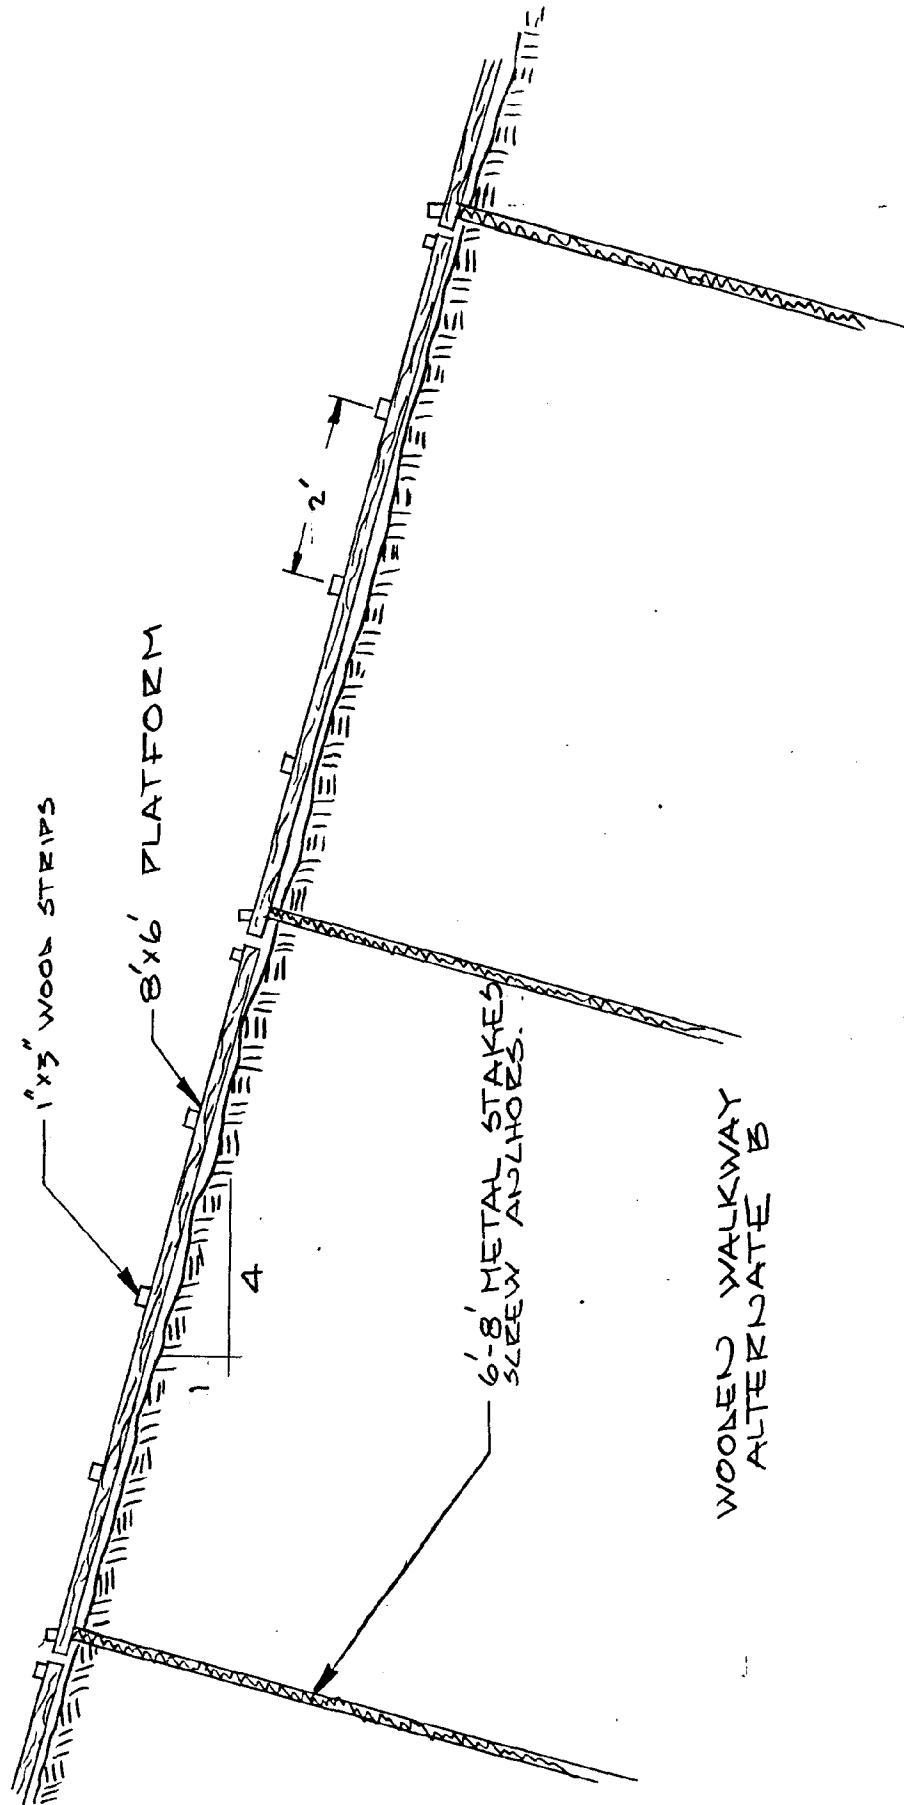 1"x3" WOOD STRIPS
8'x6' PLATFORM
2'
1
4
6-8' METAL STAKES
SCREW ANCHORS.
WOODEN WALKWAY
ALTERNATE B